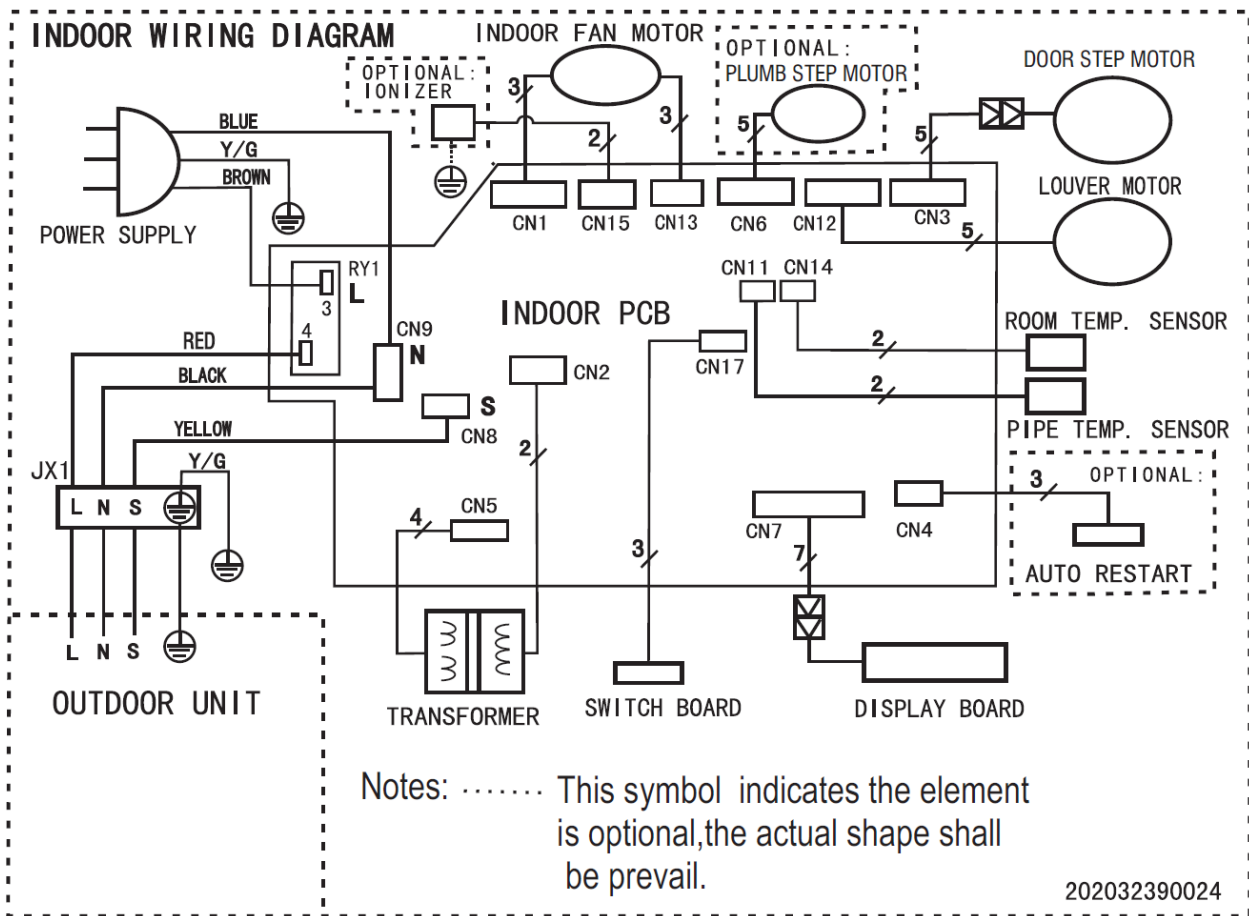 INDOOR WIRING DIAGRAM
INDOOR FAN MOTOR
OPTIONAL:
PLUMB STEP MOTOR
DOOR STEP MOTOR
OPTIONAL:
IONIZER
3
3
2
5
5
BLUE
Y/G
BROWN
POWER SUPPLY
LOUVER MOTOR
CN1
CN15
CN13
CN6
CN12
CN3
5
RY1
L
3
4
CN11
CN14
INDOOR PCB
ROOM TEMP. SENSOR
RED
CN9
N
2
CN17
CN2
BLACK
2
S
CN8
PIPE TEMP. SENSOR
YELLOW
2
Y/G
JX1
L N S
OPTIONAL:
3
CN5
4
CN7
CN4
3
7
AUTO RESTART
L N S
OUTDOOR UNIT
TRANSFORMER
SWITCH BOARD
DISPLAY BOARD
Notes: ······· This symbol indicates the element
is optional,the actual shape shall
be prevail.
202032390024